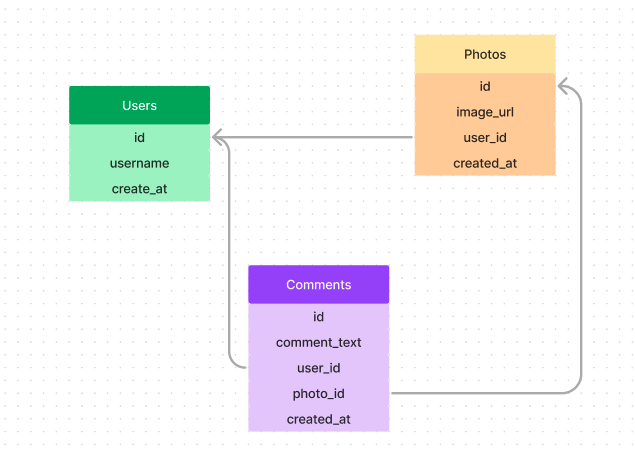 Users
id
username
create_at
Photos
id
image_url
user_id
created_at
Comments
id
comment_text
user_id
photo_id
created_at